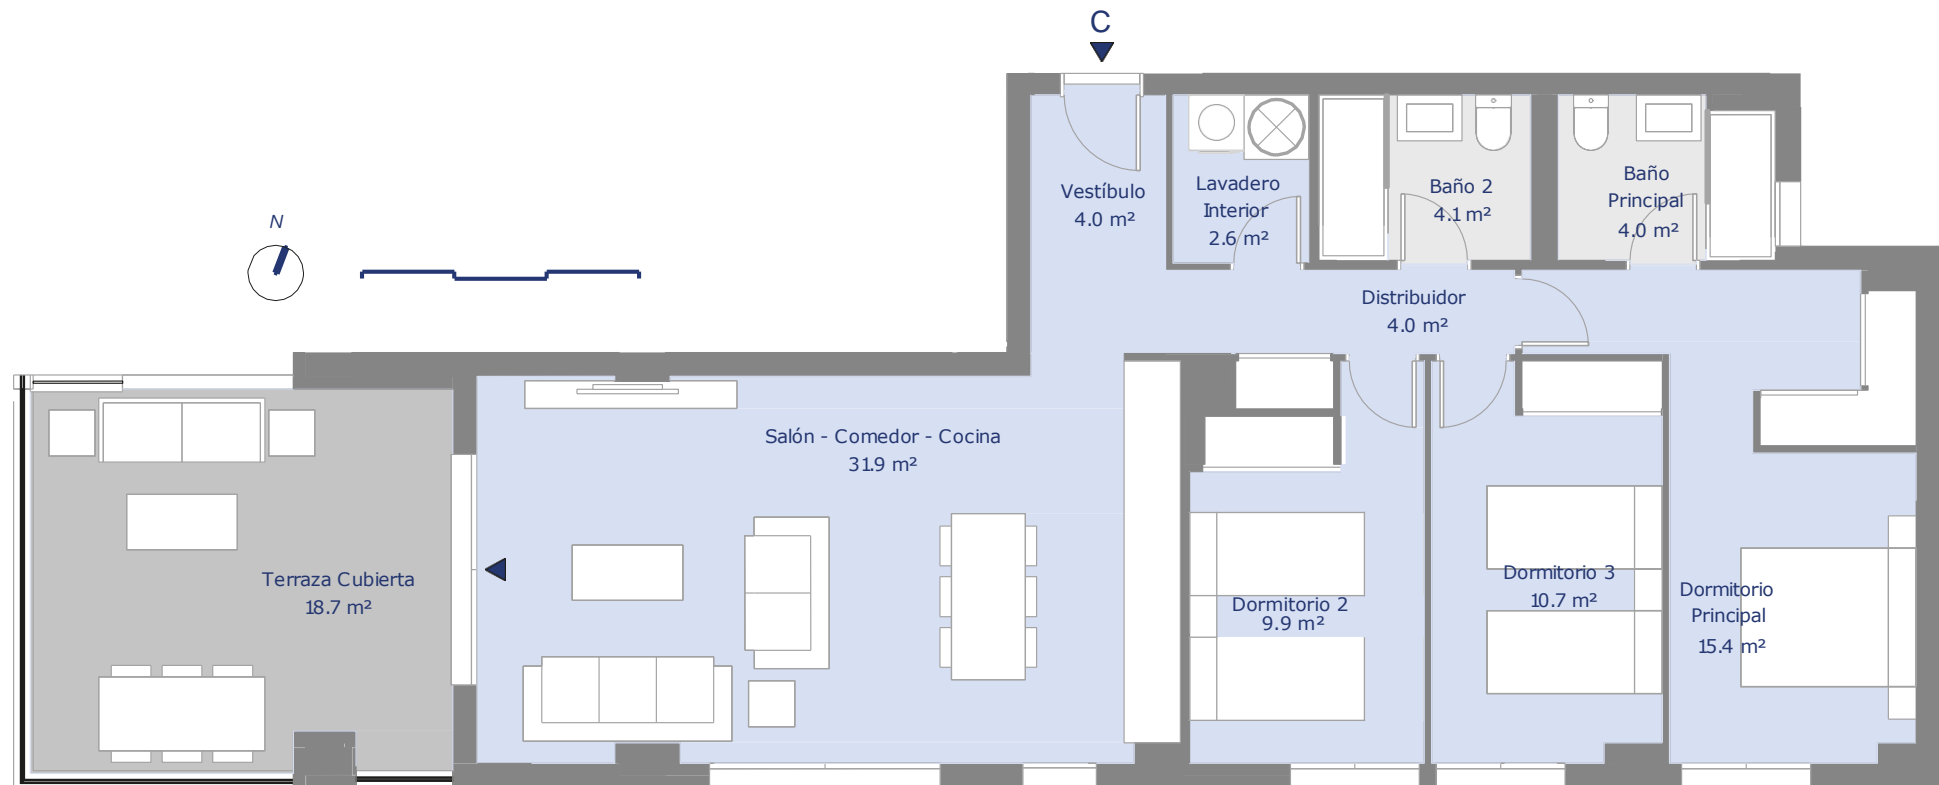 C
N
Vestíbulo
4.0 m²
Lavadero
Interior
2.6 m²
Baño 2
4.1 m²
Baño
Principal
4.0 m²
Distribuidor
4.0 m²
Salón - Comedor - Cocina
31.9 m²
Terraza Cubierta
18.7 m²
Dormitorio 2
9.9 m²
Dormitorio 3
10.7 m²
Dormitorio
Principal
15.4 m²